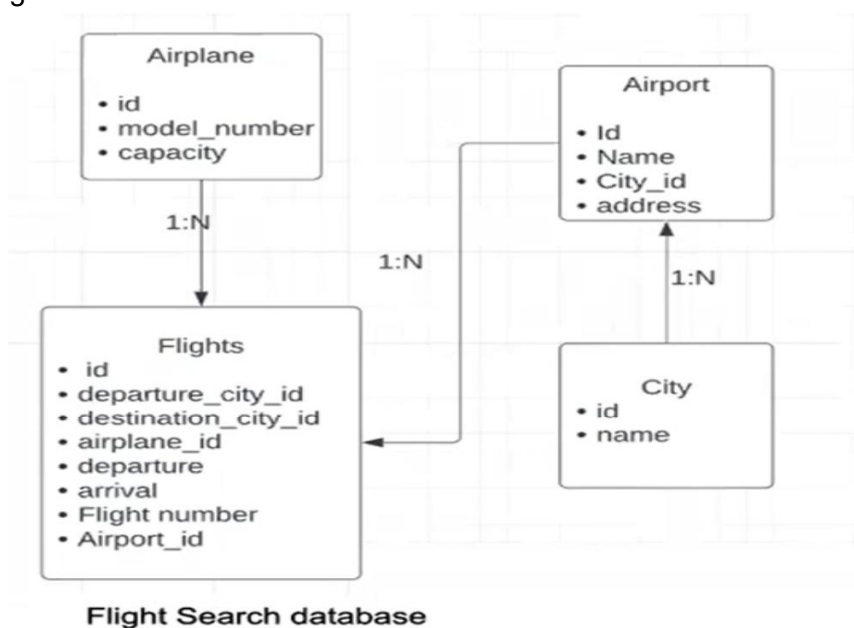 Airplane
• id
• model_number
• capacity
1:N
Airport
• Id
• Name
• City_id
• address
1:N
1:N
Flights
• id
• departure_city_id
• destination_city_id
• airplane_id
• departure
• arrival
• Flight number
• Airport_id
City
• id
• name
Flight Search database